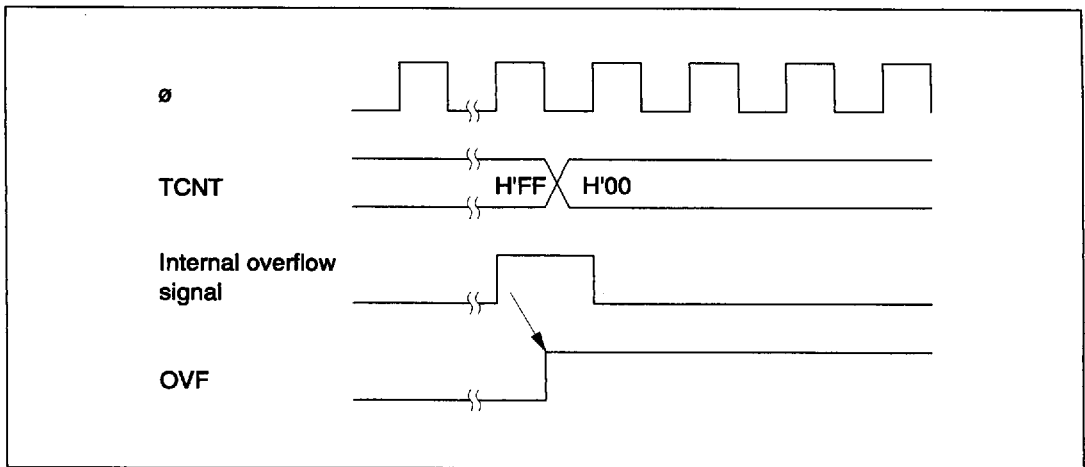 ø
TCNT
H'FF
H'00
Internal overflow
signal
OVF